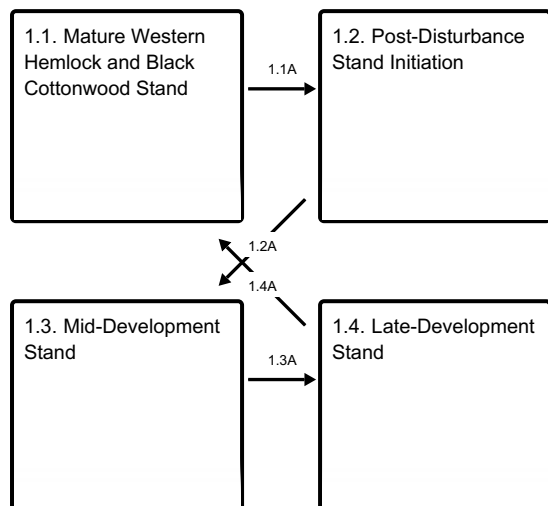 1.1. Mature Western
Hemlock and Black
Cottonwood Stand
1.1A
1.2. Post-Disturbance
Stand Initiation
1.2A
1.4A
1.3. Mid-Development
Stand
1.3A
1.4. Late-Development
Stand